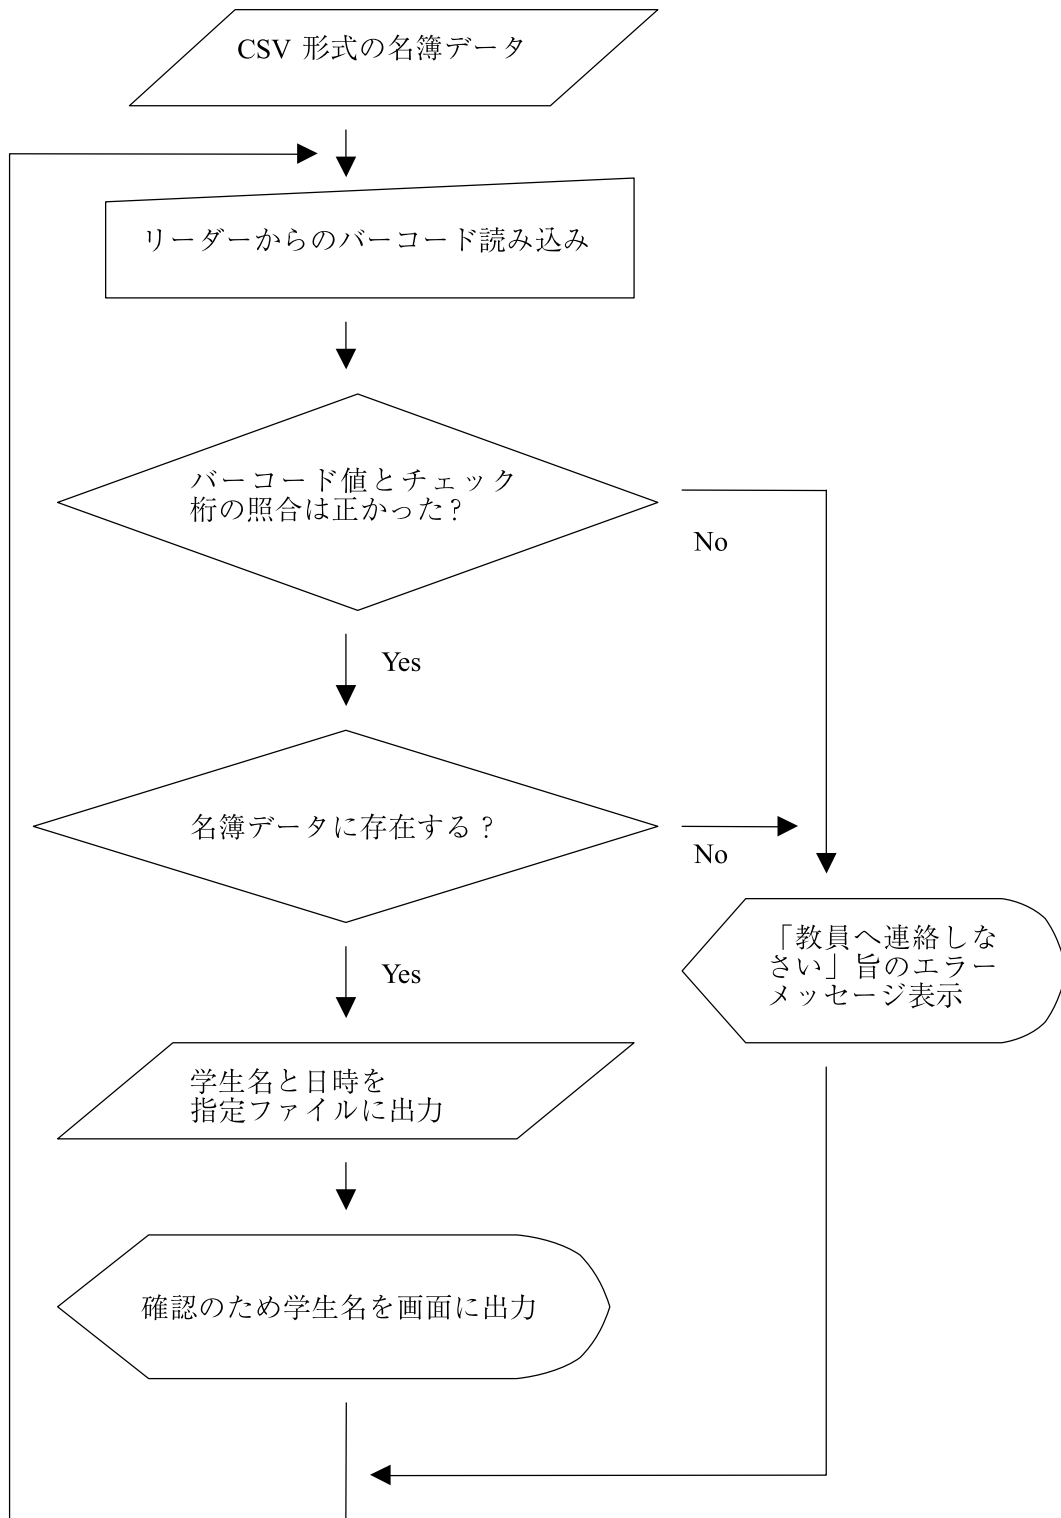 CSV 形式の名簿データ
リーダーからのバーコード読み込み
バーコード値とチェック
桁の照合は正かった?
No
Yes
名簿データに存在する?
No
Yes
「教員へ連絡しな
さい」旨のエラー
メッセージ表示
学生名と日時を
指定ファイルに出力
確認のため学生名を画面に出力